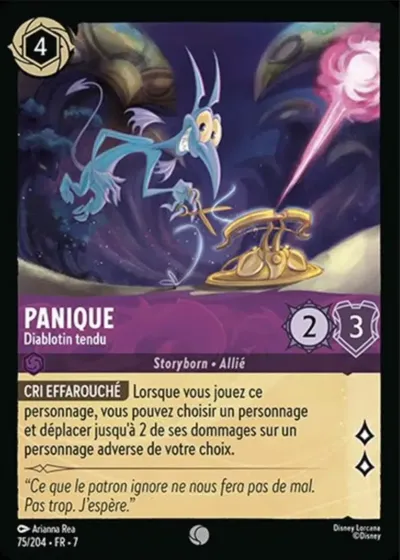 4
PANIQUE
Diablotin tendu
2
3
Storyborn • Allié
CRI EFFAROUCHÉ Lorsque vous jouez ce
personnage, vous pouvez choisir un personnage
et déplacer jusqu'à 2 de ses dommages sur un
personnage adverse de votre choix.
“Ce que le patron ignore ne nous fera pas de mal.
Pas trop. J’espère.”
Arianna Rea
75/204 • FR • 7
Disney Lorcana
©Disney